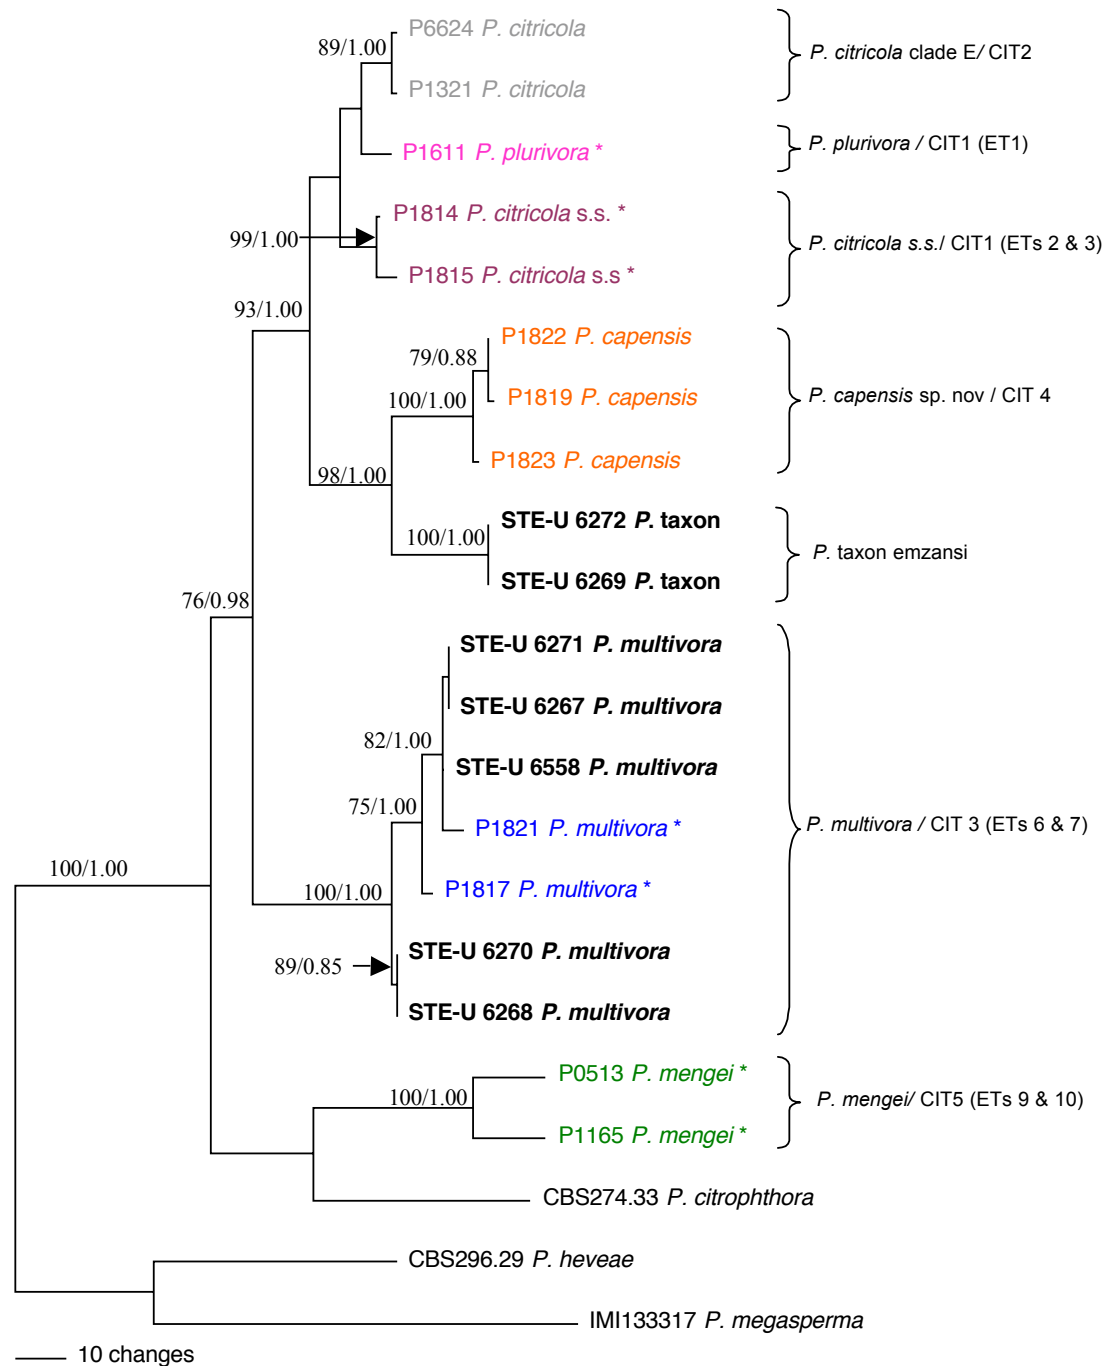 P6624 P. citricola
89/1.00
P. citricola clade E/ CIT2
P1321 P. citricola
P1611 P. plurivora *
P. plurivora / CIT1 (ET1)
P1814 P. citricola s.s. *
99/1.00
P. citricola s.s./ CIT1 (ETs 2 & 3)
P1815 P. citricola s.s *
93/1.00
P1822 P. capensis
79/0.88
P1819 P. capensis
P. capensis sp. nov / CIT 4
100/1.00
P1823 P. capensis
98/1.00
STE-U 6272 P. taxon
100/1.00
P. taxon emzansi
STE-U 6269 P. taxon
76/0.98
STE-U 6271 P. multivora
STE-U 6267 P. multivora
82/1.00
STE-U 6558 P. multivora
75/1.00
P1821 P. multivora *
P. multivora / CIT 3 (ETs 6 & 7)
100/1.00
100/1.00
P1817 P. multivora *
STE-U 6270 P. multivora
89/0.85
STE-U 6268 P. multivora
P0513 P. mengei *
100/1.00
P. mengei/ CIT5 (ETs 9 & 10)
P1165 P. mengei *
CBS274.33 P. citrophthora
CBS296.29 P. heveae
IMI133317 P. megasperma
10 changes